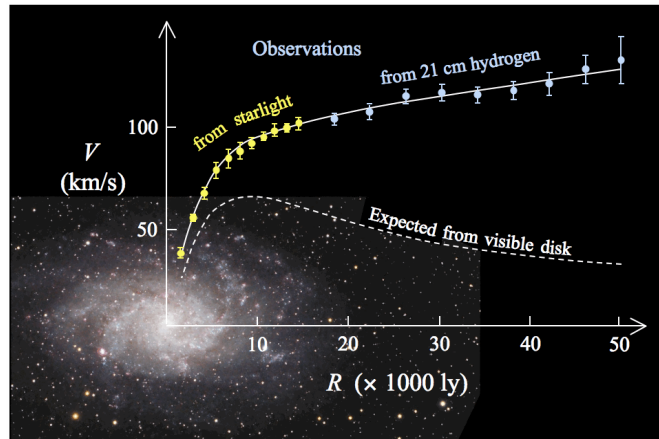 Observations
from 21 cm hydrogen
from starlight
100
V
(km/s)
50
Expected from visible disk
10
20
30
40
50
R (× 1000 ly)